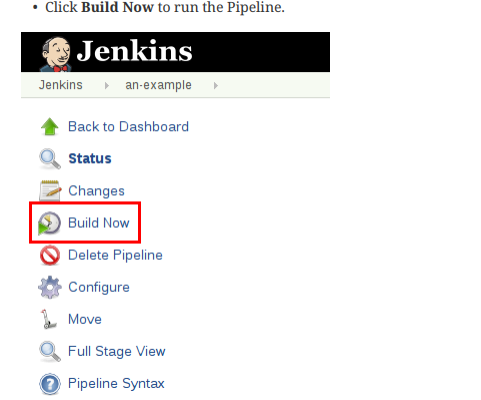 • Click Build Now to run the Pipeline.
Jenkins
Jenkins an-example
Back to Dashboard
Status
Changes
Build Now
Delete Pipeline
Configure
Move
Full Stage View
Pipeline Syntax